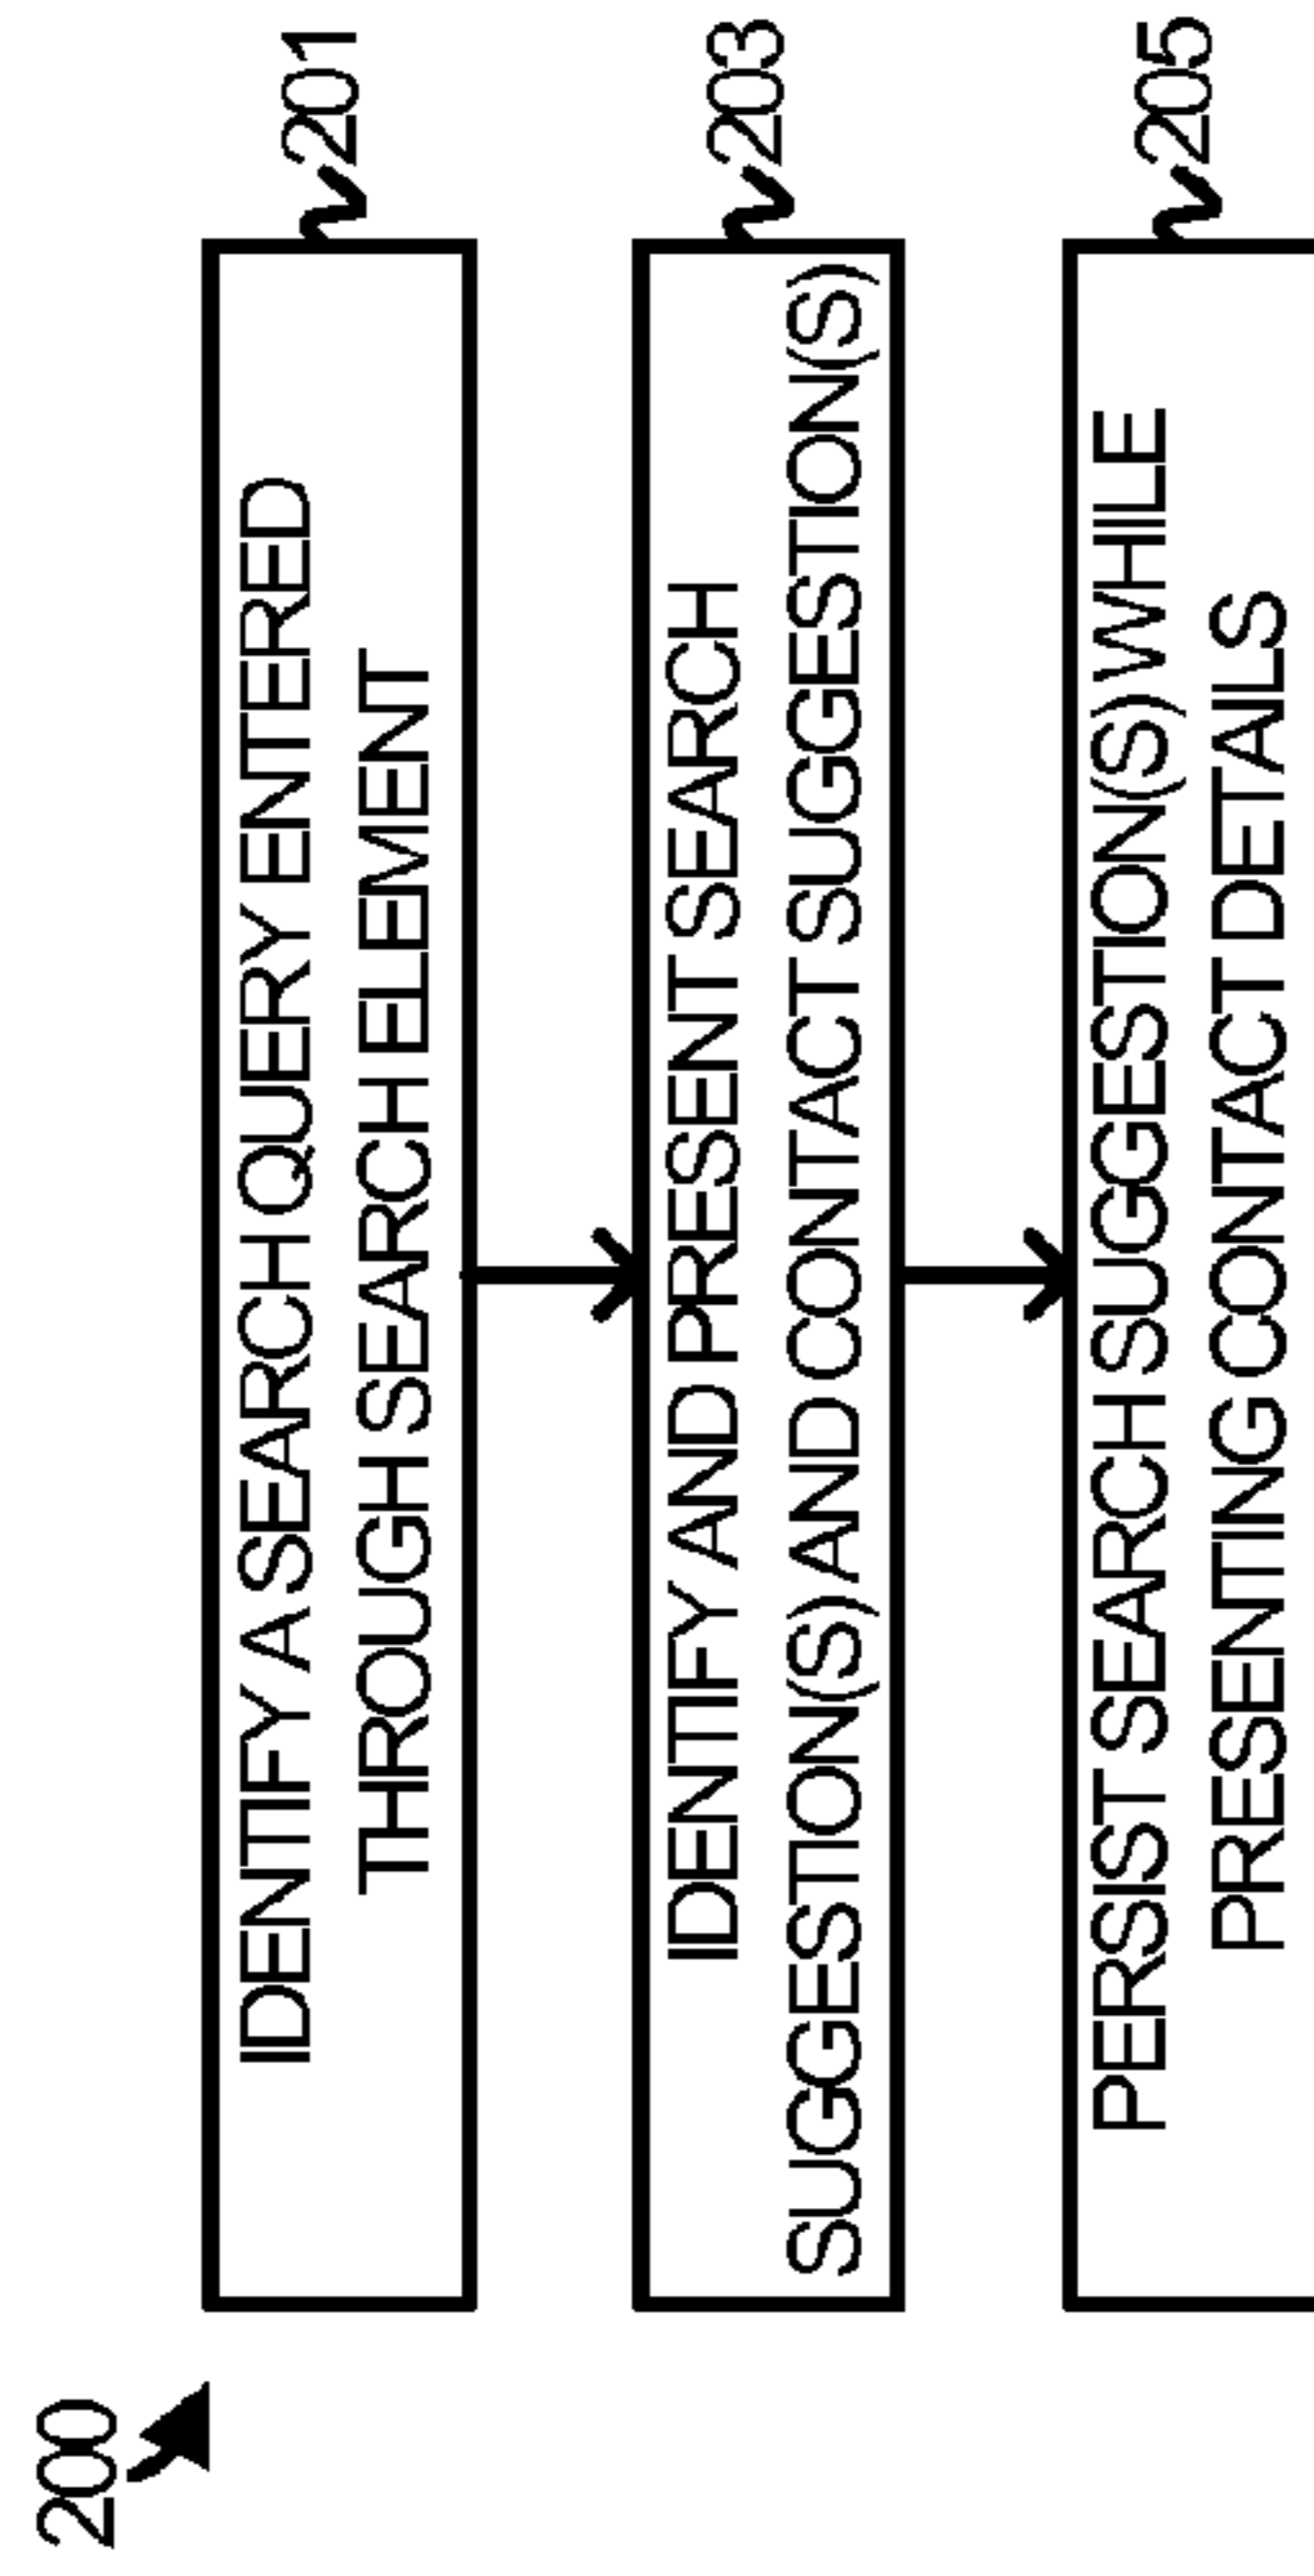 200
IDENTIFY A SEARCH QUERY ENTERED
THROUGH SEARCH ELEMENT
201
IDENTIFY AND PRESENT SEARCH
SUGGESTION(S) AND CONTACT SUGGESTION(S)
203
PERSIST SEARCH SUGGESTION(S) WHILE
PRESENTING CONTACT DETAILS
205